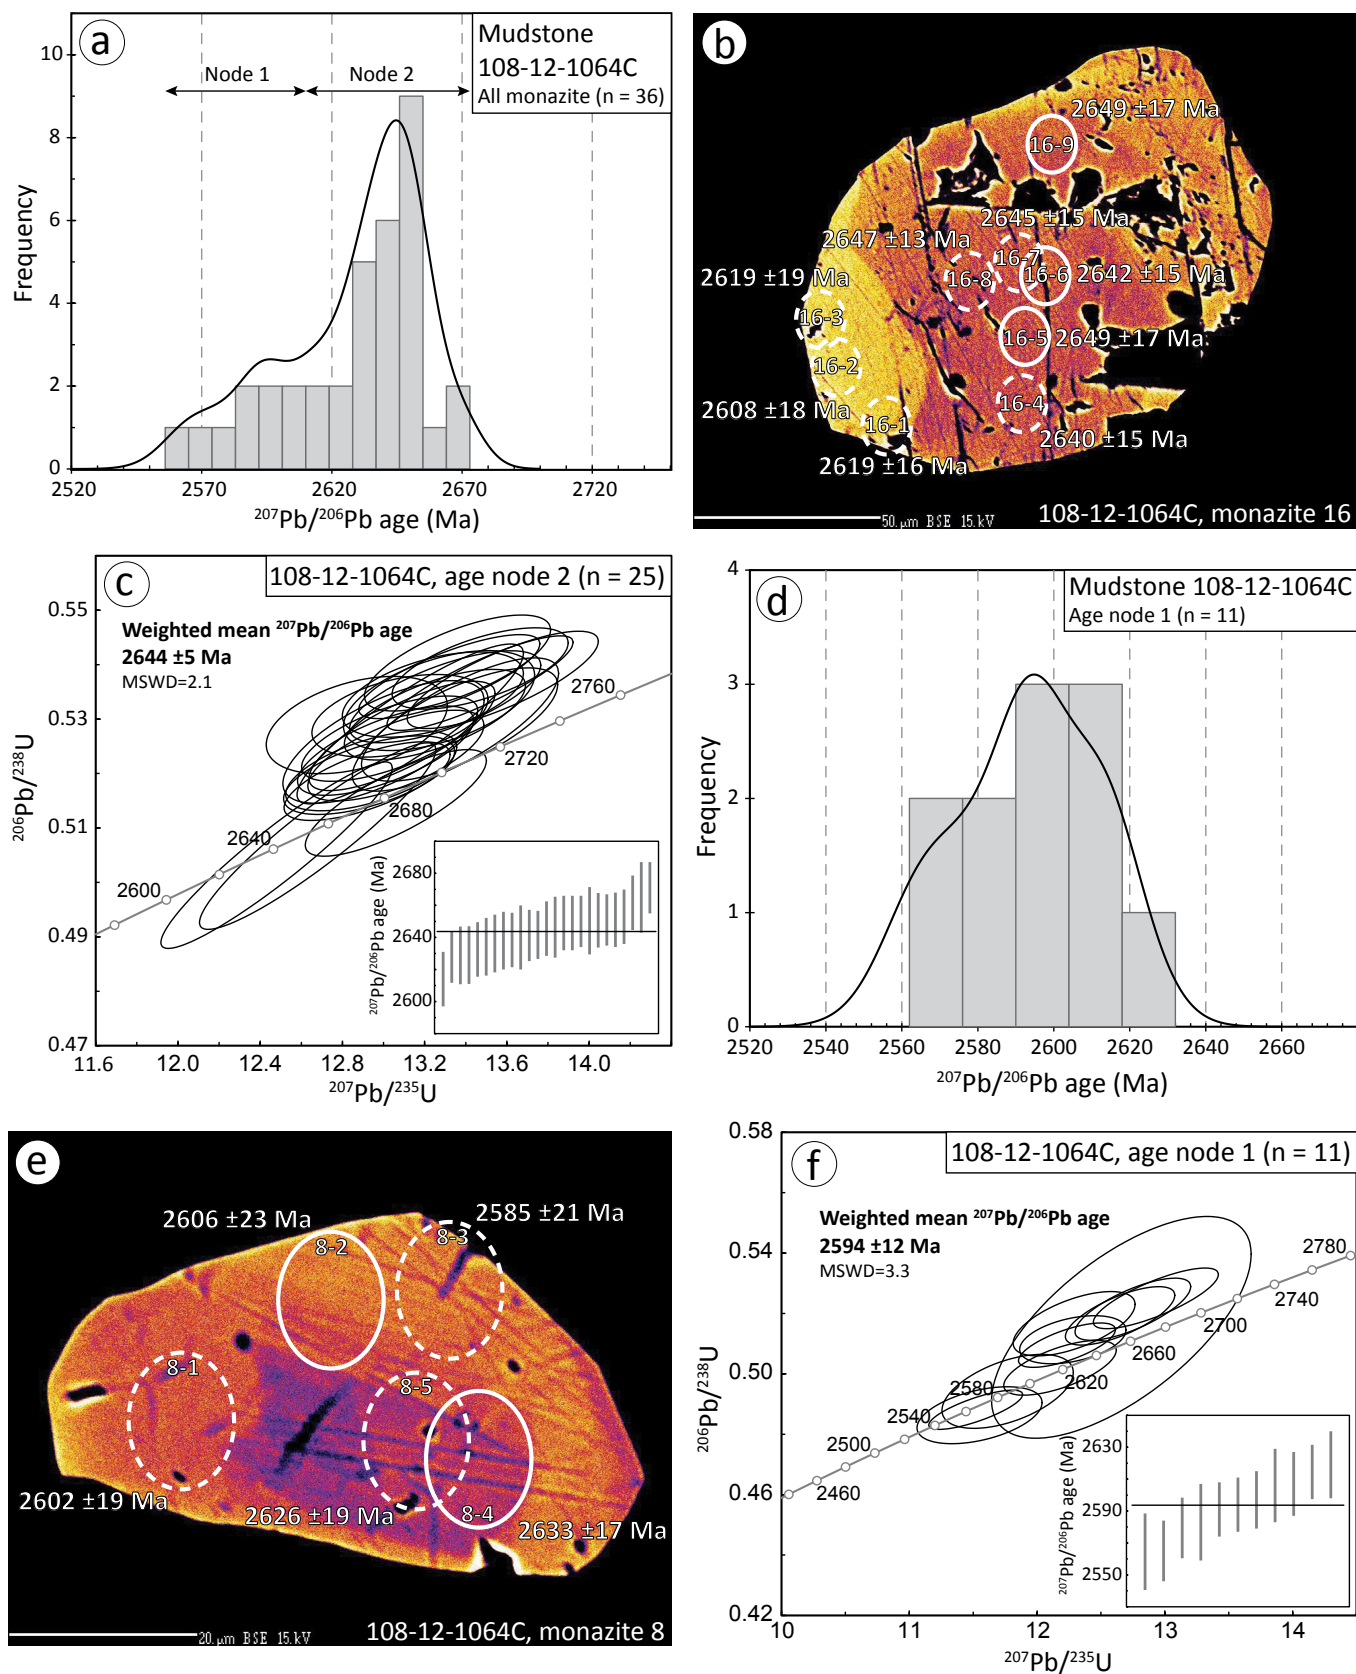 a
Mudstone
108-12-1064C
All monazite (n = 36)
Node 1
Node 2
10
8
6
4
2
0
Frequency
2520
2570
2620
2670
2720
²⁰⁷Pb/²⁰⁶Pb age (Ma)
b
2649 ±17 Ma
16-9
2645 ±15 Ma
2647 ±13 Ma
16-7
16-8
16-6
2642 ±15 Ma
2619 ±19 Ma
16-3
16-5
2649 ±17 Ma
16-2
16-4
2608 ±18 Ma
16-1
2640 ±15 Ma
2619 ±16 Ma
50.µm BSE 15.kV
108-12-1064C, monazite 16
c
108-12-1064C, age node 2 (n = 25)
Weighted mean ²⁰⁷Pb/²⁰⁶Pb age
2644 ±5 Ma
MSWD=2.1
0.55
0.53
0.51
0.49
0.47
²⁰⁶Pb/²³⁸U
2760
2720
2680
2640
2600
²⁰⁷Pb/²⁰⁶Pb age (Ma)
2680
2640
2600
11.6
12.0
12.4
12.8
13.2
13.6
14.0
²⁰⁷Pb/²³⁵U
d
Mudstone 108-12-1064C
Age node 1 (n = 11)
4
3
2
1
0
Frequency
2520
2540
2560
2580
2600
2620
2640
2660
²⁰⁷Pb/²⁰⁶Pb age (Ma)
e
2606 ±23 Ma
2585 ±21 Ma
8-2
8-3
8-1
8-5
8-4
2602 ±19 Ma
2626 ±19 Ma
2633 ±17 Ma
20.µm BSE 15.kV
108-12-1064C, monazite 8
f
108-12-1064C, age node 1 (n = 11)
Weighted mean ²⁰⁷Pb/²⁰⁶Pb age
2594 ±12 Ma
MSWD=3.3
0.58
0.54
0.50
0.46
0.42
²⁰⁶Pb/²³⁸U
2780
2740
2700
2660
2620
2580
2540
2500
2460
²⁰⁷Pb/²⁰⁶Pb age (Ma)
2630
2590
2550
10
11
12
13
14
²⁰⁷Pb/²³⁵U